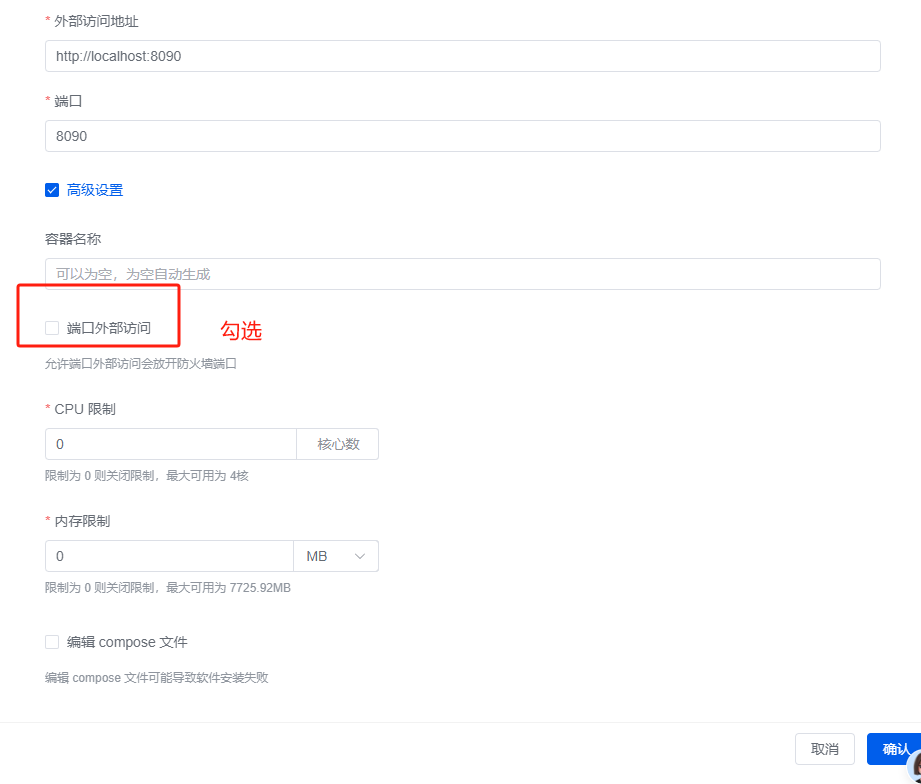 * 外部访问地址
http://localhost:8090
* 端口
8090
高级设置
容器名称
可以为空，为空自动生成
端口外部访问
勾选
允许端口外部访问会放开防火墙端口
* CPU 限制
0 核心数
限制为 0 则关闭限制，最大可用为 4核
* 内存限制
0 MB
限制为 0 则关闭限制，最大可用为 7725.92MB
编辑 compose 文件
编辑 compose 文件可能导致软件安装失败
取消 确认